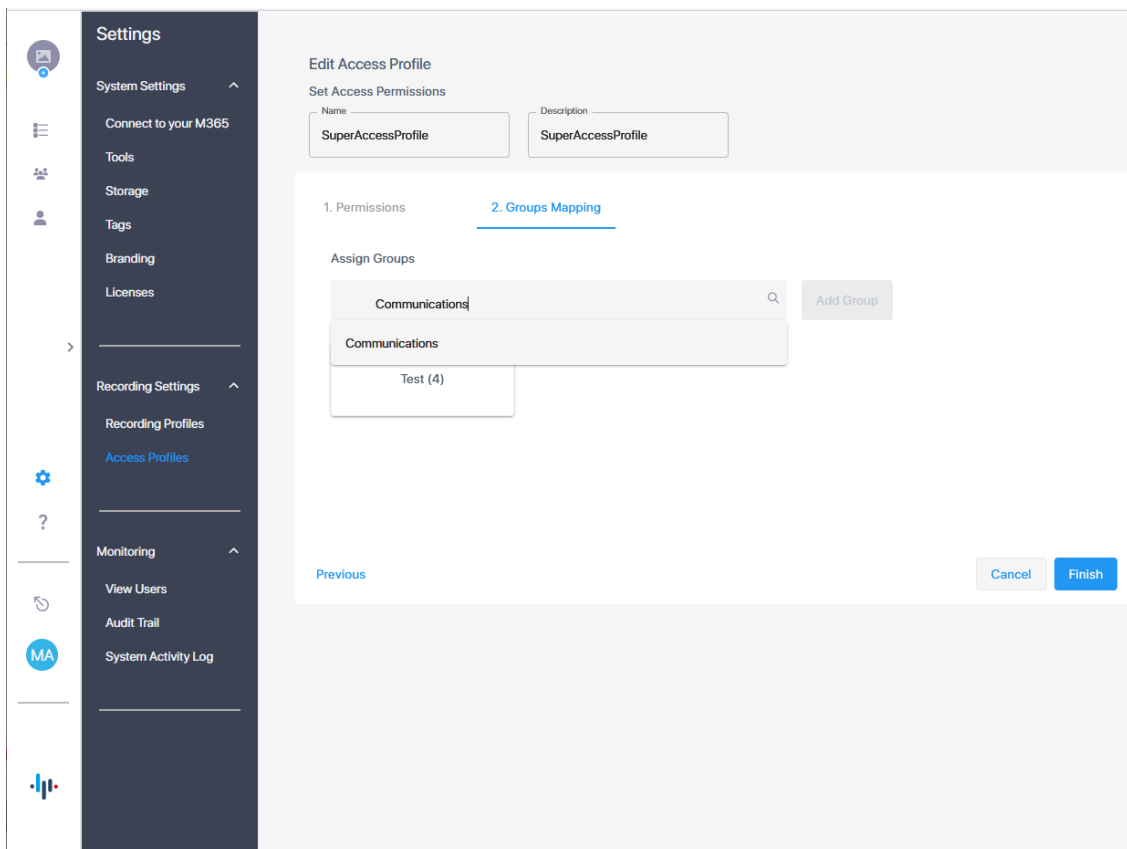 Settings
System Settings
Connect to your M365
Tools
Storage
Tags
Branding
Licenses
Recording Settings
Recording Profiles
Access Profiles
?
Monitoring
View Users
Audit Trail
MA
System Activity Log
Edit Access Profile
Set Access Permissions
Name
SuperAccessProfile
Description
SuperAccessProfile
1. Permissions
2. Groups Mapping
Assign Groups
Communications
Add Group
Communications
Test (4)
Previous
Cancel
Finish